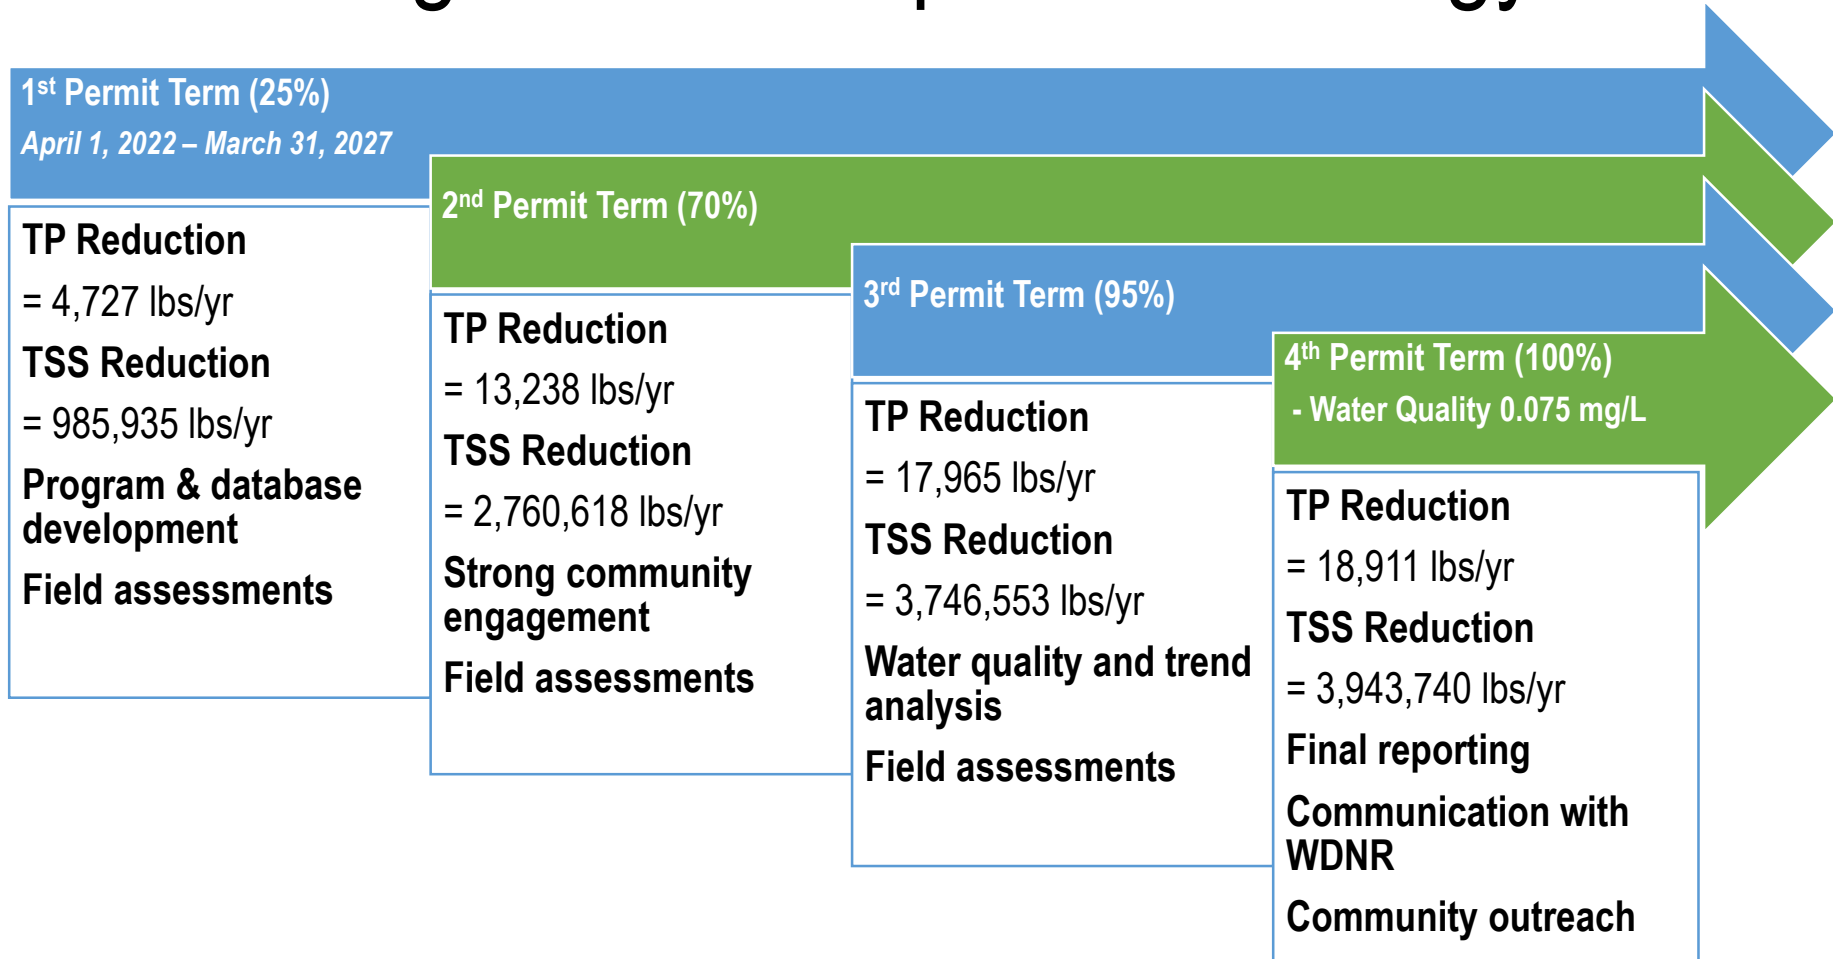 1st Permit Term (25%)
April 1, 2022 – March 31, 2027
TP Reduction
= 4,727 lbs/yr
TSS Reduction
= 985,935 lbs/yr
Program & database
development
Field assessments
2nd Permit Term (70%)
TP Reduction
= 13,238 lbs/yr
TSS Reduction
= 2,760,618 lbs/yr
Strong community
engagement
Field assessments
3rd Permit Term (95%)
TP Reduction
= 17,965 lbs/yr
TSS Reduction
= 3,746,553 lbs/yr
Water quality and trend
analysis
Field assessments
4th Permit Term (100%)
- Water Quality 0.075 mg/L
TP Reduction
= 18,911 lbs/yr
TSS Reduction
= 3,943,740 lbs/yr
Final reporting
Communication with
WDNR
Community outreach